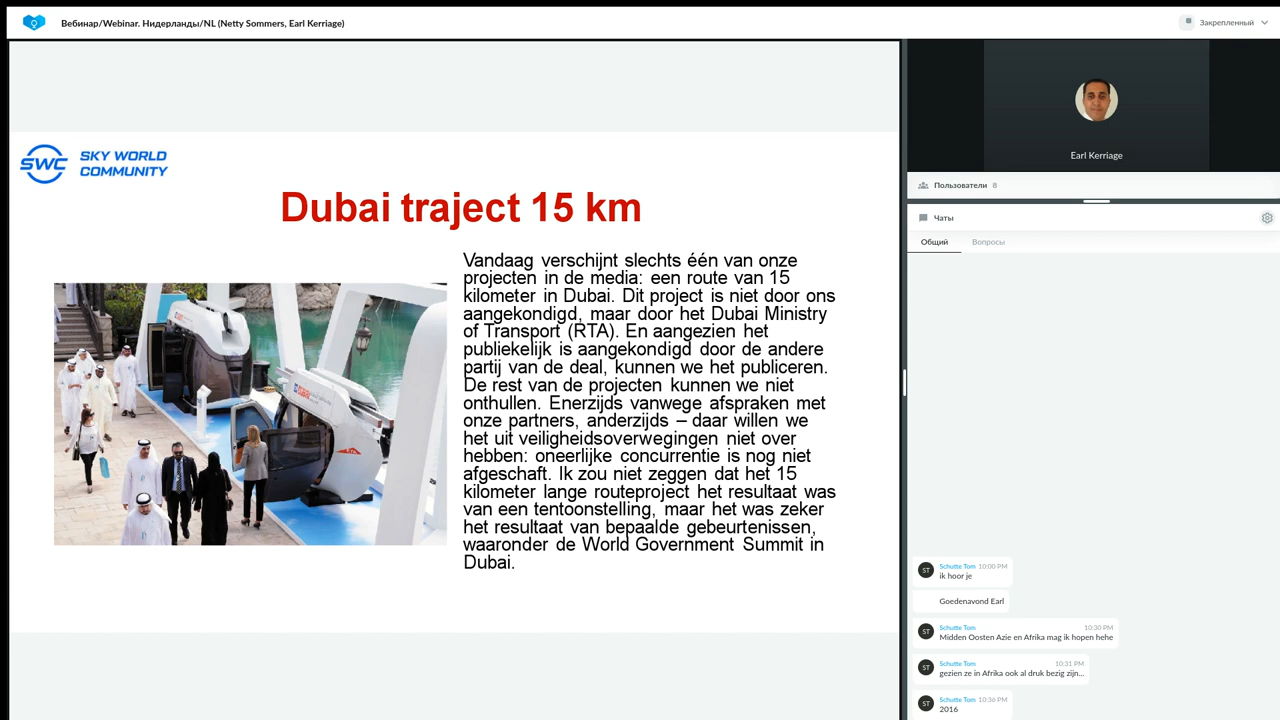 Вебинар/Webinar. Нидерланды/NL (Netty Sommers, Earl Kerriage)
Закрепленный
SWC SKY WORLD
COMMUNITY
Dubai traject 15 km
Vandaag verschijnt slechts één van onze
projecten in de media: een route van 15
kilometer in Dubai. Dit project is niet door ons
aangekondigd, maar door het Dubai Ministry
of Transport (RTA). En aangezien het
publiekelijk is aangekondigd door de andere
partij van de deal, kunnen we het publiceren.
De rest van de projecten kunnen we niet
onthullen. Enerzijds vanwege afspraken met
onze partners, anderzijds – daar willen we
het uit veiligheidsoverwegingen niet over
hebben: oneerlijke concurrentie is nog niet
afgeschaft. Ik zou niet zeggen dat het 15
kilometer lange routeproject het resultaat was
van een tentoonstelling, maar het was zeker
het resultaat van bepaalde gebeurtenissen,
waaronder de World Government Summit in
Dubai.
Earl Kerriage
Пользователи 8
Чаты
Общий Вопросы
ST Schutte Tom 10:00 PM
ik hoor je
Goedenavond Earl
ST Schutte Tom 10:30 PM
Midden Oosten Azie en Afrika mag ik hopen hehe
ST Schutte Tom 10:31 PM
gezien ze in Afrika ook al druk bezig zijn...
ST Schutte Tom 10:36 PM
2016